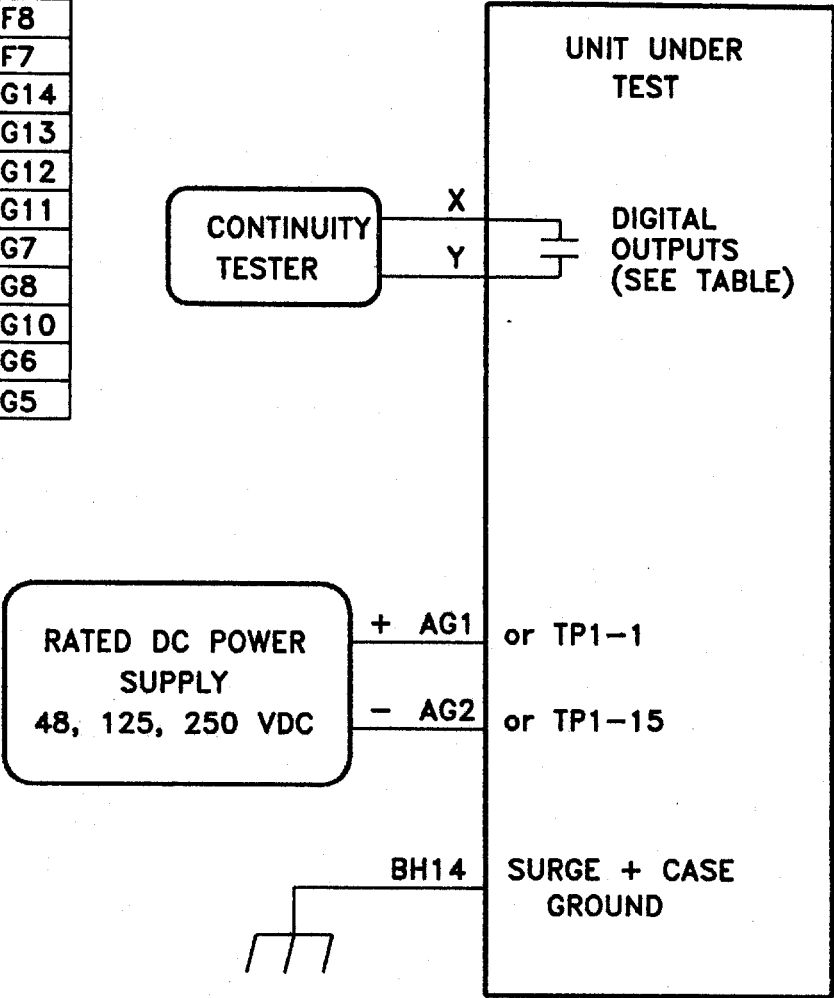 F8
F7
G14
G13
G12
G11
G7
G8
G10
G6
G5
UNIT UNDER
TEST
CONTINUITY
TESTER
X
Y
DIGITAL
OUTPUTS
(SEE TABLE)
RATED DC POWER
SUPPLY
48, 125, 250 VDC
+ AG1
or TP1-1
- AG2
or TP1-15
BH14
SURGE + CASE
GROUND